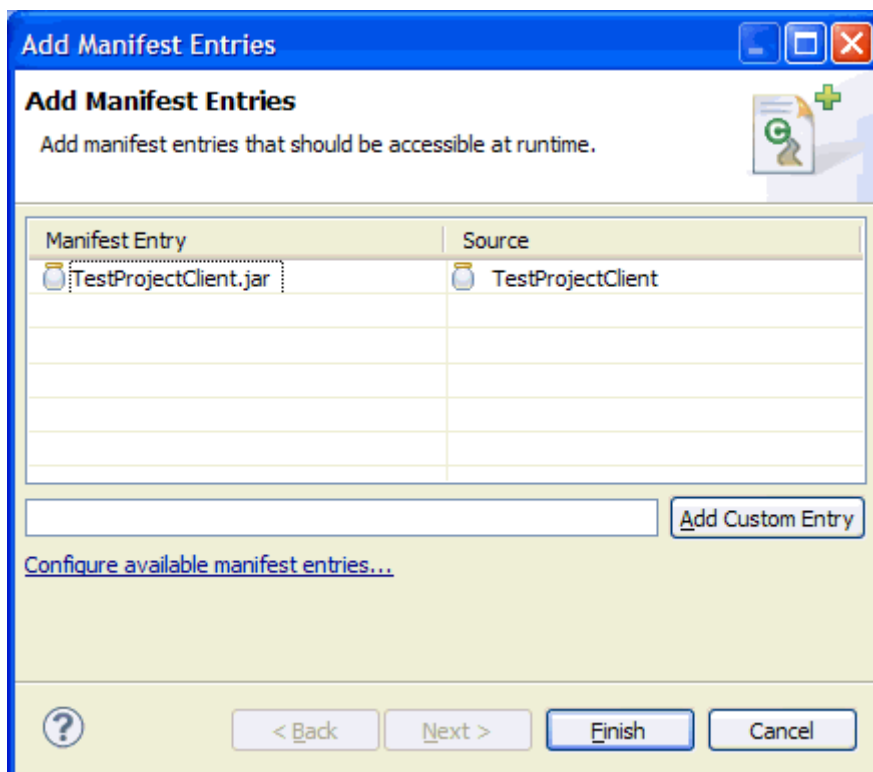 Add Manifest Entries
Add Manifest Entries
Add manifest entries that should be accessible at runtime.
Manifest Entry Source
TestProjectClient.jar TestProjectClient
Add Custom Entry
Configure available manifest entries...
? < Back Next > Finish Cancel